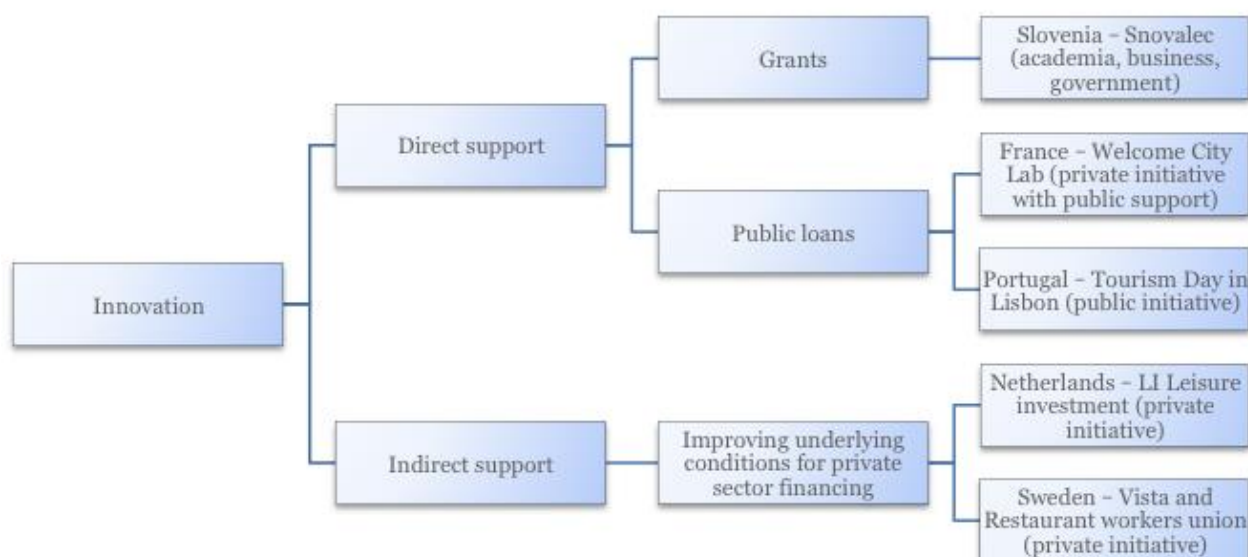 Innovation
Direct support
Grants
Slovenia – Snovalec
(academia, business,
government)
Public loans
France – Welcome City
Lab (private initiative
with public support)
Portugal – Tourism Day in
Lisbon (public initiative)
Indirect support
Improving underlying
conditions for private
sector financing
Netherlands – LI Leisure
investment (private
initiative)
Sweden – Vista and
Restaurant workers union
(private initiative)